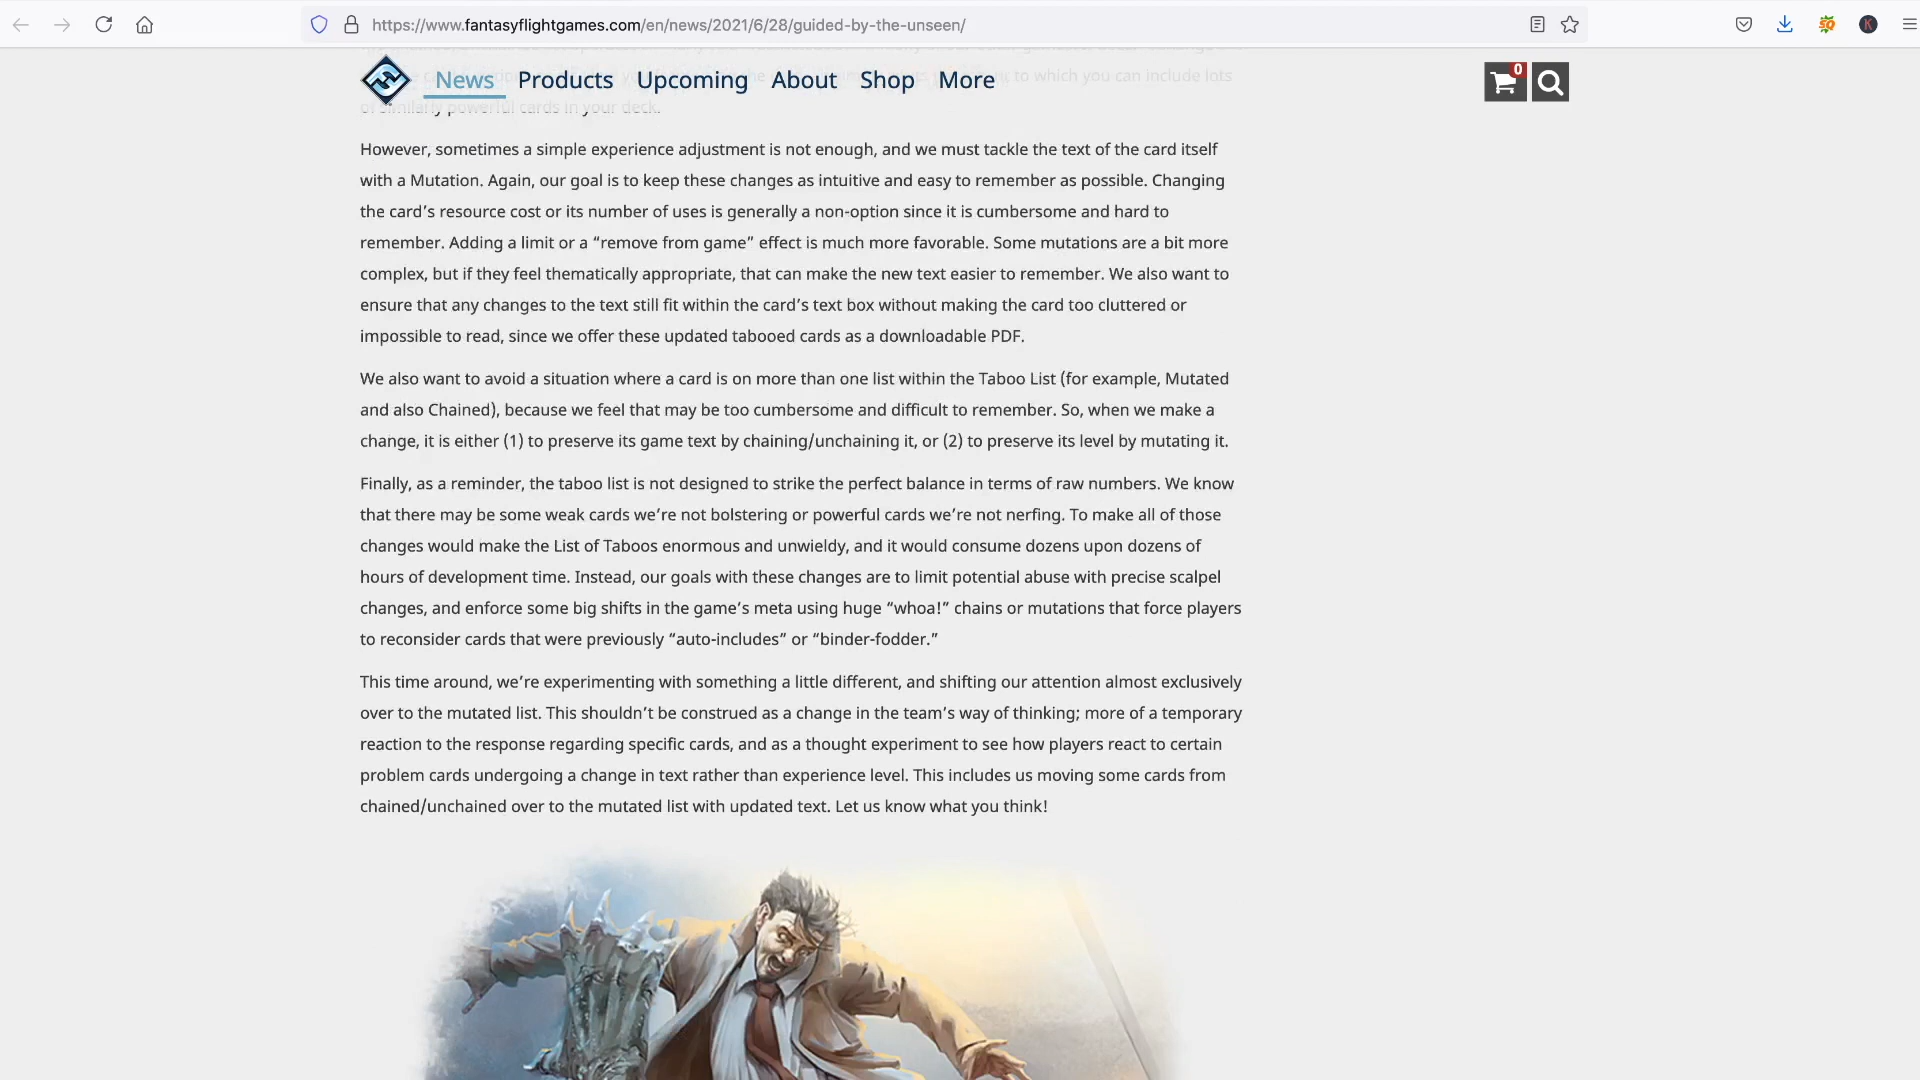 https://www.fantasyflightgames.com/en/news/2021/6/28/guided-by-the-unseen/
News Products Upcoming About Shop More
0
to which you can include lots
of similarly powerful cards in your deck.
However, sometimes a simple experience adjustment is not enough, and we must tackle the text of the card itself
with a Mutation. Again, our goal is to keep these changes as intuitive and easy to remember as possible. Changing
the card’s resource cost or its number of uses is generally a non-option since it is cumbersome and hard to
remember. Adding a limit or a “remove from game” effect is much more favorable. Some mutations are a bit more
complex, but if they feel thematically appropriate, that can make the new text easier to remember. We also want to
ensure that any changes to the text still fit within the card’s text box without making the card too cluttered or
impossible to read, since we offer these updated tabooed cards as a downloadable PDF.
We also want to avoid a situation where a card is on more than one list within the Taboo List (for example, Mutated
and also Chained), because we feel that may be too cumbersome and difficult to remember. So, when we make a
change, it is either (1) to preserve its game text by chaining/unchaining it, or (2) to preserve its level by mutating it.
Finally, as a reminder, the taboo list is not designed to strike the perfect balance in terms of raw numbers. We know
that there may be some weak cards we’re not bolstering or powerful cards we’re not nerfing. To make all of those
changes would make the List of Taboos enormous and unwieldy, and it would consume dozens upon dozens of
hours of development time. Instead, our goals with these changes are to limit potential abuse with precise scalpel
changes, and enforce some big shifts in the game’s meta using huge “whoa!” chains or mutations that force players
to reconsider cards that were previously “auto-includes” or “binder-fodder.”
This time around, we’re experimenting with something a little different, and shifting our attention almost exclusively
over to the mutated list. This shouldn’t be construed as a change in the team’s way of thinking; more of a temporary
reaction to the response regarding specific cards, and as a thought experiment to see how players react to certain
problem cards undergoing a change in text rather than experience level. This includes us moving some cards from
chained/unchained over to the mutated list with updated text. Let us know what you think!